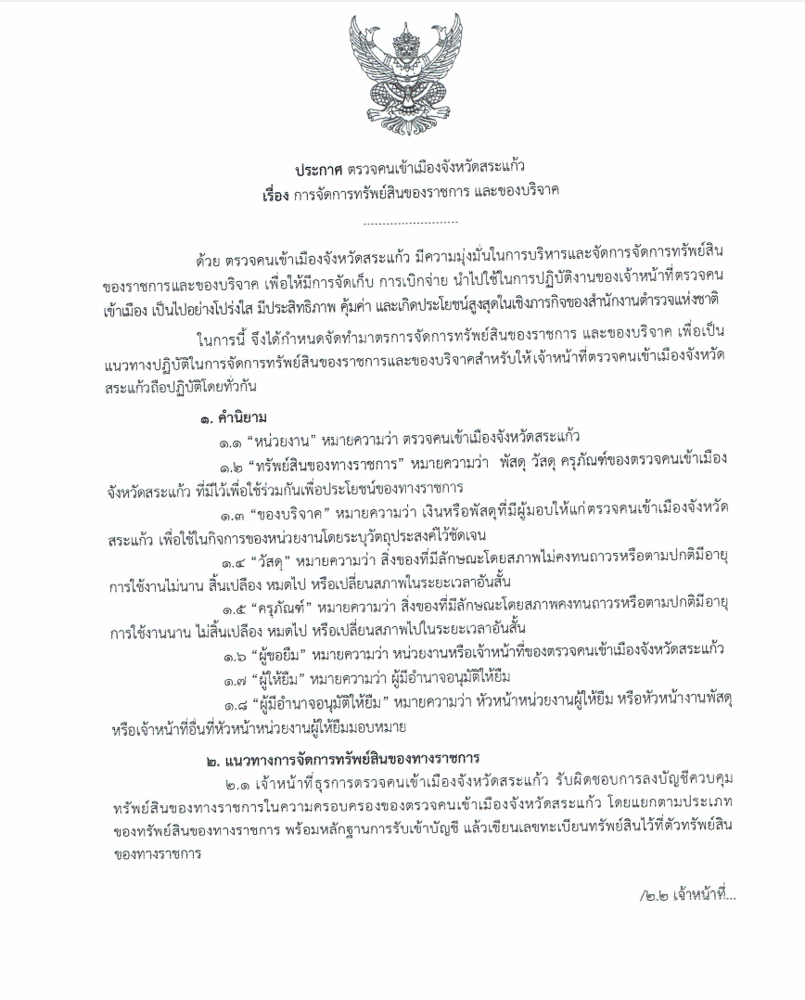 ประกาศ ตรวจคนเข้าเมืองจังหวัดสระแก้ว
เรื่อง การจัดการทรัพย์สินของราชการ และของบริจาค
------------------------
ด้วย ตรวจคนเข้าเมืองจังหวัดสระแก้ว มีความมุ่งมั่นในการบริหารและจัดการจัดการทรัพย์สิน
ของราชการและของบริจาค เพื่อให้มีการจัดเก็บ การเบิกจ่าย นำไปใช้ในการปฏิบัติงานของเจ้าหน้าที่ตรวจคน
เข้าเมือง เป็นไปอย่างโปร่งใส มีประสิทธิภาพ คุ้มค่า และเกิดประโยชน์สูงสุดในเชิงภารกิจของสำนักงานตำรวจแห่งชาติ
ในการนี้ จึงได้กำหนดจัดทำมาตรการจัดการทรัพย์สินของราชการ และของบริจาค เพื่อเป็น
แนวทางปฏิบัติในการจัดการทรัพย์สินของราชการและของบริจาคสำหรับให้เจ้าหน้าที่ตรวจคนเข้าเมืองจังหวัด
สระแก้วถือปฏิบัติโดยทั่วกัน
๑. คำนิยาม
๑.๑ “หน่วยงาน” หมายความว่า ตรวจคนเข้าเมืองจังหวัดสระแก้ว
๑.๒ “ทรัพย์สินของทางราชการ” หมายความว่า พัสดุ วัสดุ ครุภัณฑ์ของตรวจคนเข้าเมือง
จังหวัดสระแก้ว ที่มีไว้เพื่อใช้ร่วมกันเพื่อประโยชน์ของทางราชการ
๑.๓ “ของบริจาค” หมายความว่า เงินหรือพัสดุที่มีผู้มอบให้แก่ตรวจคนเข้าเมืองจังหวัด
สระแก้ว เพื่อใช้ในกิจการของหน่วยงานโดยระบุวัตถุประสงค์ไว้ชัดเจน
๑.๔ “วัสดุ” หมายความว่า สิ่งของที่มีลักษณะโดยสภาพไม่คงทนถาวรหรือตามปกติมีอายุ
การใช้งานไม่นาน สิ้นเปลือง หมดไป หรือเปลี่ยนสภาพในระยะเวลาอันสั้น
๑.๕ “ครุภัณฑ์” หมายความว่า สิ่งของที่มีลักษณะโดยสภาพคงทนถาวรหรือตามปกติมีอายุ
การใช้งานนาน ไม่สิ้นเปลือง หมดไป หรือเปลี่ยนสภาพไปในระยะเวลาอันสั้น
๑.๖ “ผู้ขอยืม” หมายความว่า หน่วยงานหรือเจ้าหน้าที่ของตรวจคนเข้าเมืองจังหวัดสระแก้ว
๑.๗ “ผู้ให้ยืม” หมายความว่า ผู้มีอำนาจอนุมัติให้ยืม
๑.๘ “ผู้มีอำนาจอนุมัติให้ยืม” หมายความว่า หัวหน้าหน่วยงานผู้ให้ยืม หรือหัวหน้างานพัสดุ
หรือเจ้าหน้าที่อื่นที่หัวหน้าหน่วยงานผู้ให้ยืมมอบหมาย
๒. แนวทางการจัดการทรัพย์สินของทางราชการ
๒.๑ เจ้าหน้าที่ธุรการตรวจคนเข้าเมืองจังหวัดสระแก้ว รับผิดชอบการลงบัญชีควบคุม
ทรัพย์สินของทางราชการในความครอบครองของตรวจคนเข้าเมืองจังหวัดสระแก้ว โดยแยกตามประเภท
ของทรัพย์สินของทางราชการ พร้อมหลักฐานการรับเข้าบัญชี แล้วเขียนเลขทะเบียนทรัพย์สินไว้ที่ตัวทรัพย์สิน
ของทางราชการ
/๒.๒ เจ้าหน้าที่...